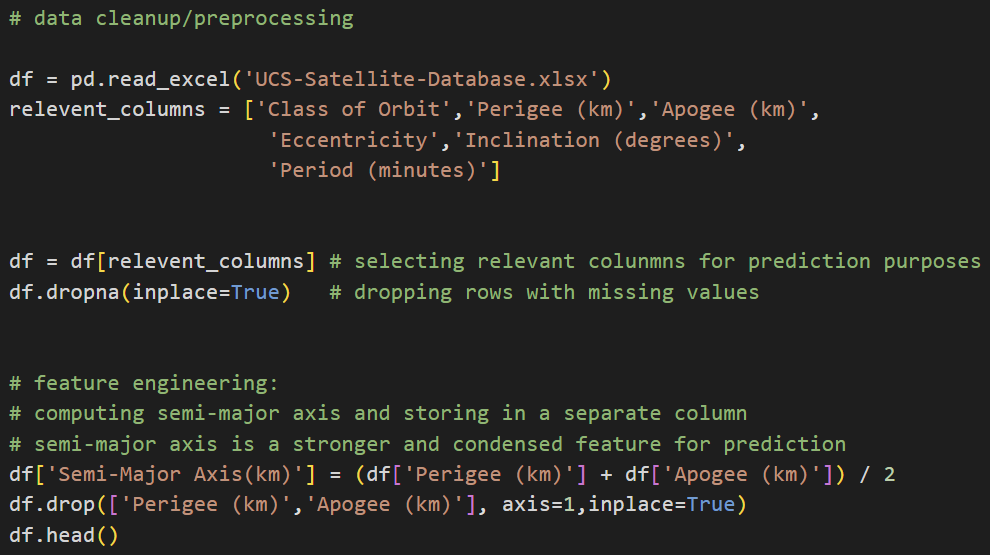 # data cleanup/preprocessing
df = pd.read_excel('UCS-Satellite-Database.xlsx')
relevent_columns = ['Class of Orbit','Perigee (km)','Apogee (km)',
'Eccentricity','Inclination (degrees)',
'Period (minutes)']
df = df[relevent_columns] # selecting relevant colunmns for prediction purposes
df.dropna(inplace=True)   # dropping rows with missing values
# feature engineering:
# computing semi-major axis and storing in a separate column
# semi-major axis is a stronger and condensed feature for prediction
df['Semi-Major Axis(km)'] = (df['Perigee (km)'] + df['Apogee (km)']) / 2
df.drop(['Perigee (km)','Apogee (km)'], axis=1,inplace=True)
df.head()